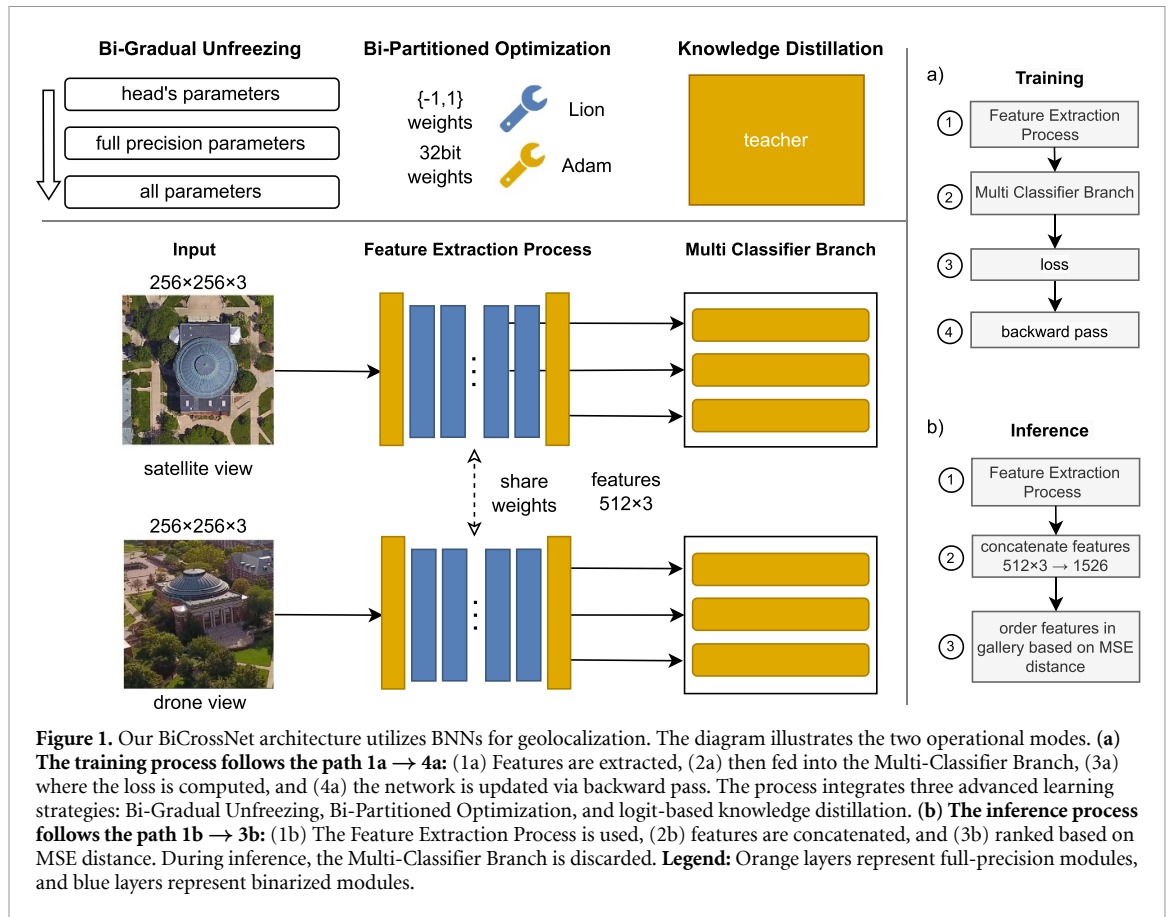 Bi-Gradual Unfreezing
head's parameters
full precision parameters
all parameters
Bi-Partitioned Optimization
{-1,1}
weights
Lion
32bit
weights
Adam
Knowledge Distillation
teacher
Input
256×256×3
satellite view
256×256×3
drone view
Feature Extraction Process
share
weights
features
512×3
Multi Classifier Branch
a)
Training
1
Feature Extraction
Process
2
Multi Classifier Branch
3
loss
4
backward pass
b)
Inference
1
Feature Extraction
Process
2
concatenate features
512×3 → 1526
3
order features in
gallery based on MSE
distance
Figure 1. Our BiCrossNet architecture utilizes BNNs for geolocalization. The diagram illustrates the two operational modes. (a)
The training process follows the path 1a → 4a: (1a) Features are extracted, (2a) then fed into the Multi-Classifier Branch, (3a)
where the loss is computed, and (4a) the network is updated via backward pass. The process integrates three advanced learning
strategies: Bi-Gradual Unfreezing, Bi-Partitioned Optimization, and logit-based knowledge distillation. (b) The inference process
follows the path 1b → 3b: (1b) The Feature Extraction Process is used, (2b) features are concatenated, and (3b) ranked based on
MSE distance. During inference, the Multi-Classifier Branch is discarded. Legend: Orange layers represent full-precision modules,
and blue layers represent binarized modules.